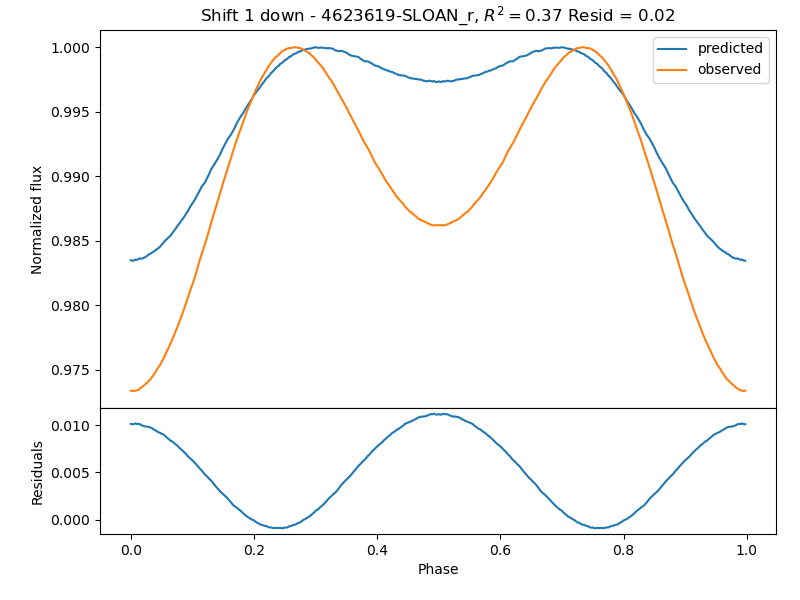 Shift 1 down - 4623619-SLOAN_r, R² = 0.37 Resid = 0.02
predicted
observed
Normalized flux
1.000
0.995
0.990
0.985
0.980
0.975
Residuals
0.010
0.005
0.000
0.0 0.2 0.4 0.6 0.8 1.0
Phase